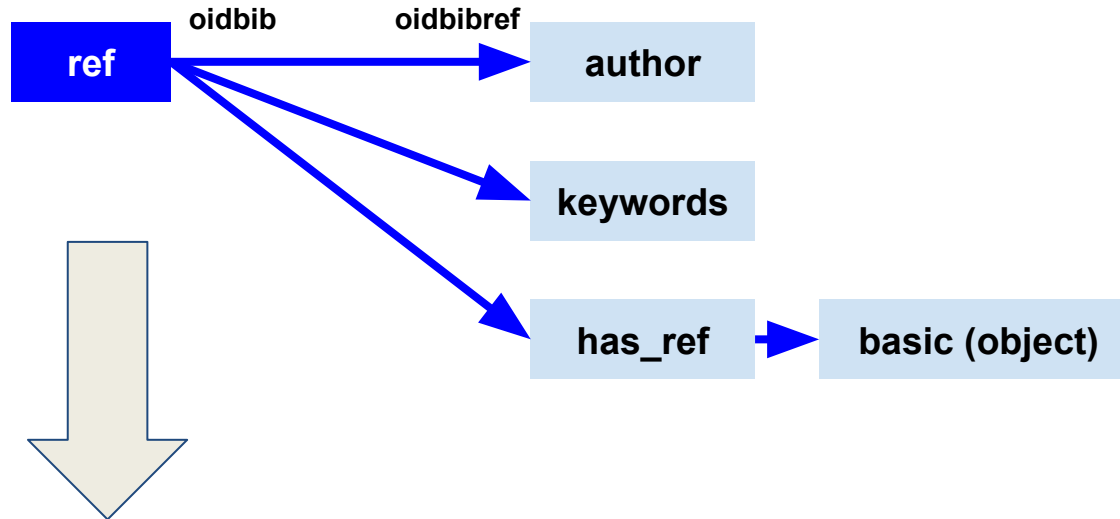 oidbib oidbibref
ref
author
keywords
has_ref
basic (object)